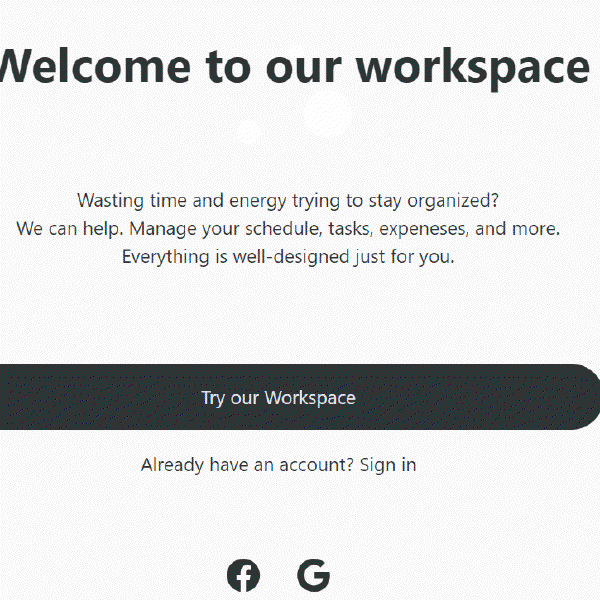 Welcome to our workspace
Wasting time and energy trying to stay organized?
We can help. Manage your schedule, tasks, expeneses, and more.
Everything is well-designed just for you.
Try our Workspace
Already have an account? Sign in